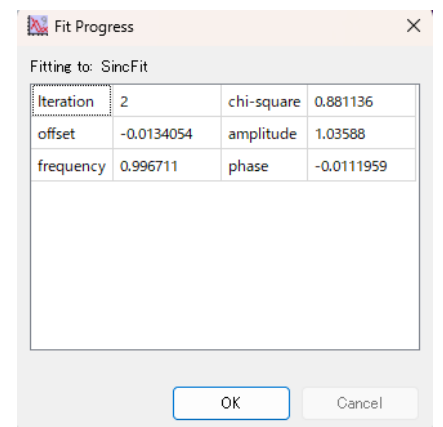 Fit Progress
Fitting to: SincFit
Iteration 2 chi-square 0.881136
offset -0.0134054 amplitude 1.03588
frequency 0.996711 phase -0.0111959
OK Cancel